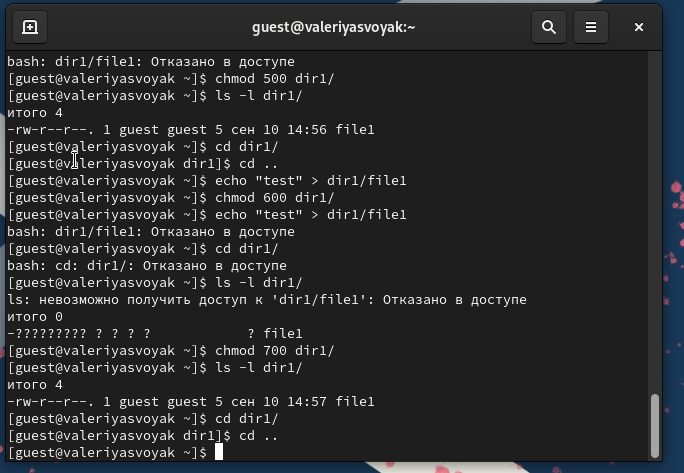 guest@valeriyasvoyak:~
bash: dir1/file1: Отказано в доступе
[guest@valeriyasvoyak ~]$ chmod 500 dir1/
[guest@valeriyasvoyak ~]$ ls -l dir1/
итого 4
-rw-r--r--. 1 guest guest 5 сен 10 14:56 file1
[guest@valeriyasvoyak ~]$ cd dir1/
[guest@valeriyasvoyak dir1]$ cd ..
[guest@valeriyasvoyak ~]$ echo "test" > dir1/file1
[guest@valeriyasvoyak ~]$ chmod 600 dir1/
[guest@valeriyasvoyak ~]$ echo "test" > dir1/file1
bash: dir1/file1: Отказано в доступе
[guest@valeriyasvoyak ~]$ cd dir1/
bash: cd: dir1/: Отказано в доступе
[guest@valeriyasvoyak ~]$ ls -l dir1/
ls: невозможно получить доступ к 'dir1/file1': Отказано в доступе
итого 0
-????????? ? ? ? ?            ? file1
[guest@valeriyasvoyak ~]$ chmod 700 dir1/
[guest@valeriyasvoyak ~]$ ls -l dir1/
итого 4
-rw-r--r--. 1 guest guest 5 сен 10 14:57 file1
[guest@valeriyasvoyak ~]$ cd dir1/
[guest@valeriyasvoyak dir1]$ cd ..
[guest@valeriyasvoyak ~]$